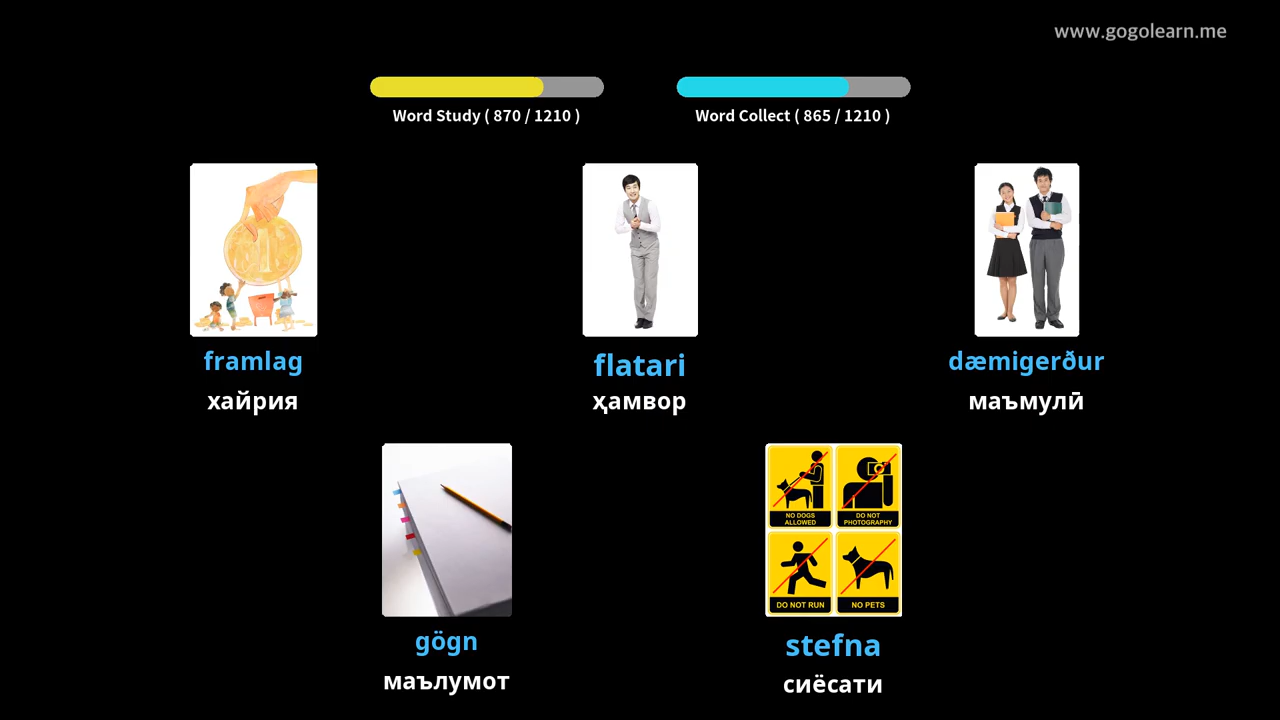 www.gogolearn.me
Word Study ( 870 / 1210 )
Word Collect ( 865 / 1210 )
framlag
хайрия
flatari
ҳамвор
dæmigerður
маъмулӣ
gögn
маълумот
NO DOGS
ALLOWED
DO NOT
PHOTOGRAPHY
DO NOT RUN
NO PETS
stefna
сиёсати